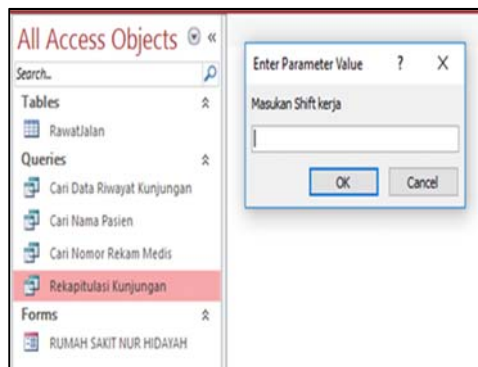 All Access Objects
Search...
Tables
RawatJalan
Queries
Cari Data Riwayat Kunjungan
Cari Nama Pasien
Cari Nomor Rekam Medis
Rekapitulasi Kunjungan
Forms
RUMAH SAKIT NUR HIDAYAH
Enter Parameter Value ? X
Masukan Shift kerja
OK Cancel